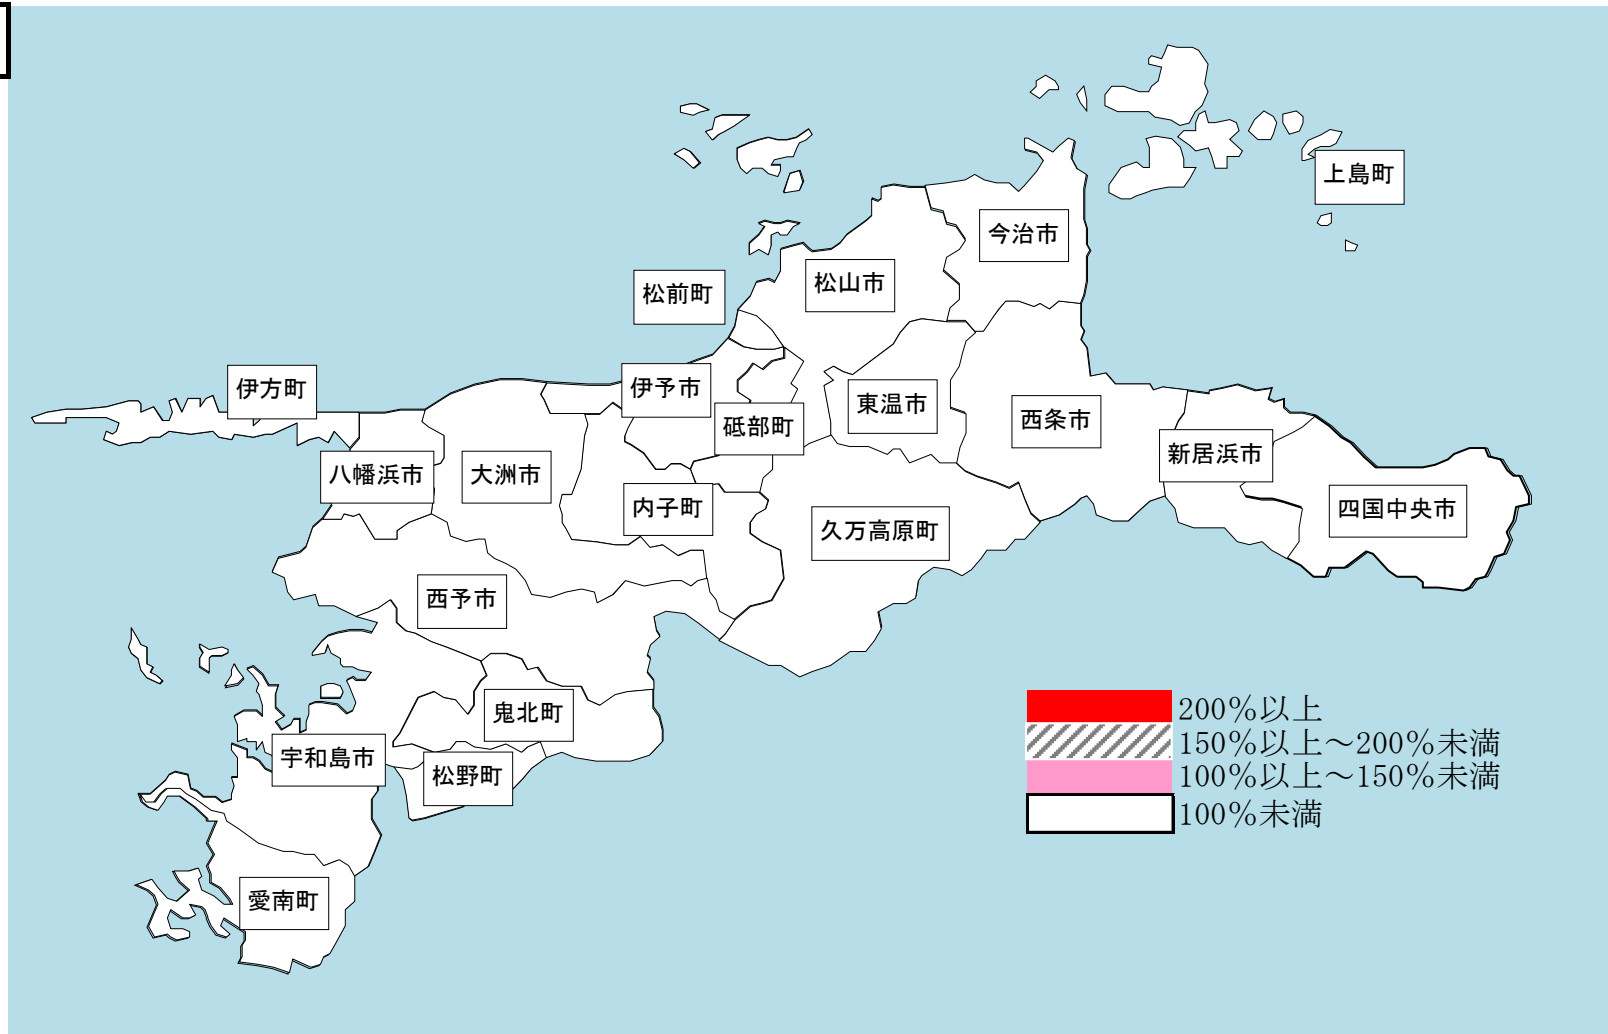 上島町
今治市
松山市
松前町
伊方町
伊予市
東温市
砥部町
西条市
新居浜市
八幡浜市
大洲市
内子町
四国中央市
久万高原町
西予市
鬼北町
宇和島市
松野町
愛南町
200%以上
150%以上～200%未満
100%以上～150%未満
100%未満